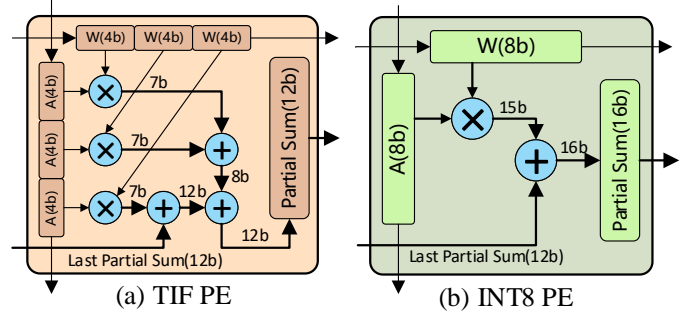 W(4b) W(4b) W(4b)
A(4b)
A(4b)
A(4b)
7b
7b
7b
12b
8b
12b
Partial Sum(12b)
Last Partial Sum(12b)
(a) TIF PE
W(8b)
A(8b)
15b
16b
Partial Sum(16b)
Last Partial Sum(12b)
(b) INT8 PE